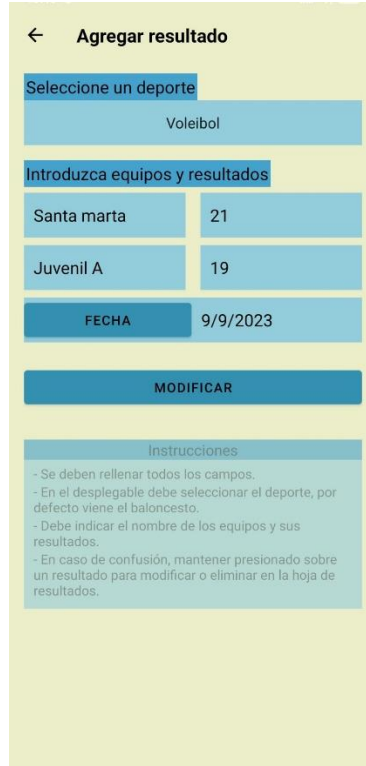 Agregar resultado
Seleccione un deporte
Voleibol
Introduzca equipos y resultados
Santa marta 21
Juvenil A 19
FECHA 9/9/2023
MODIFICAR
Instrucciones
- Se deben rellenar todos los campos.
- En el desplegable debe seleccionar el deporte, por
defecto viene el baloncesto.
- Debe indicar el nombre de los equipos y sus
resultados.
- En caso de confusión, mantener presionado sobre
un resultado para modificar o eliminar en la hoja de
resultados.